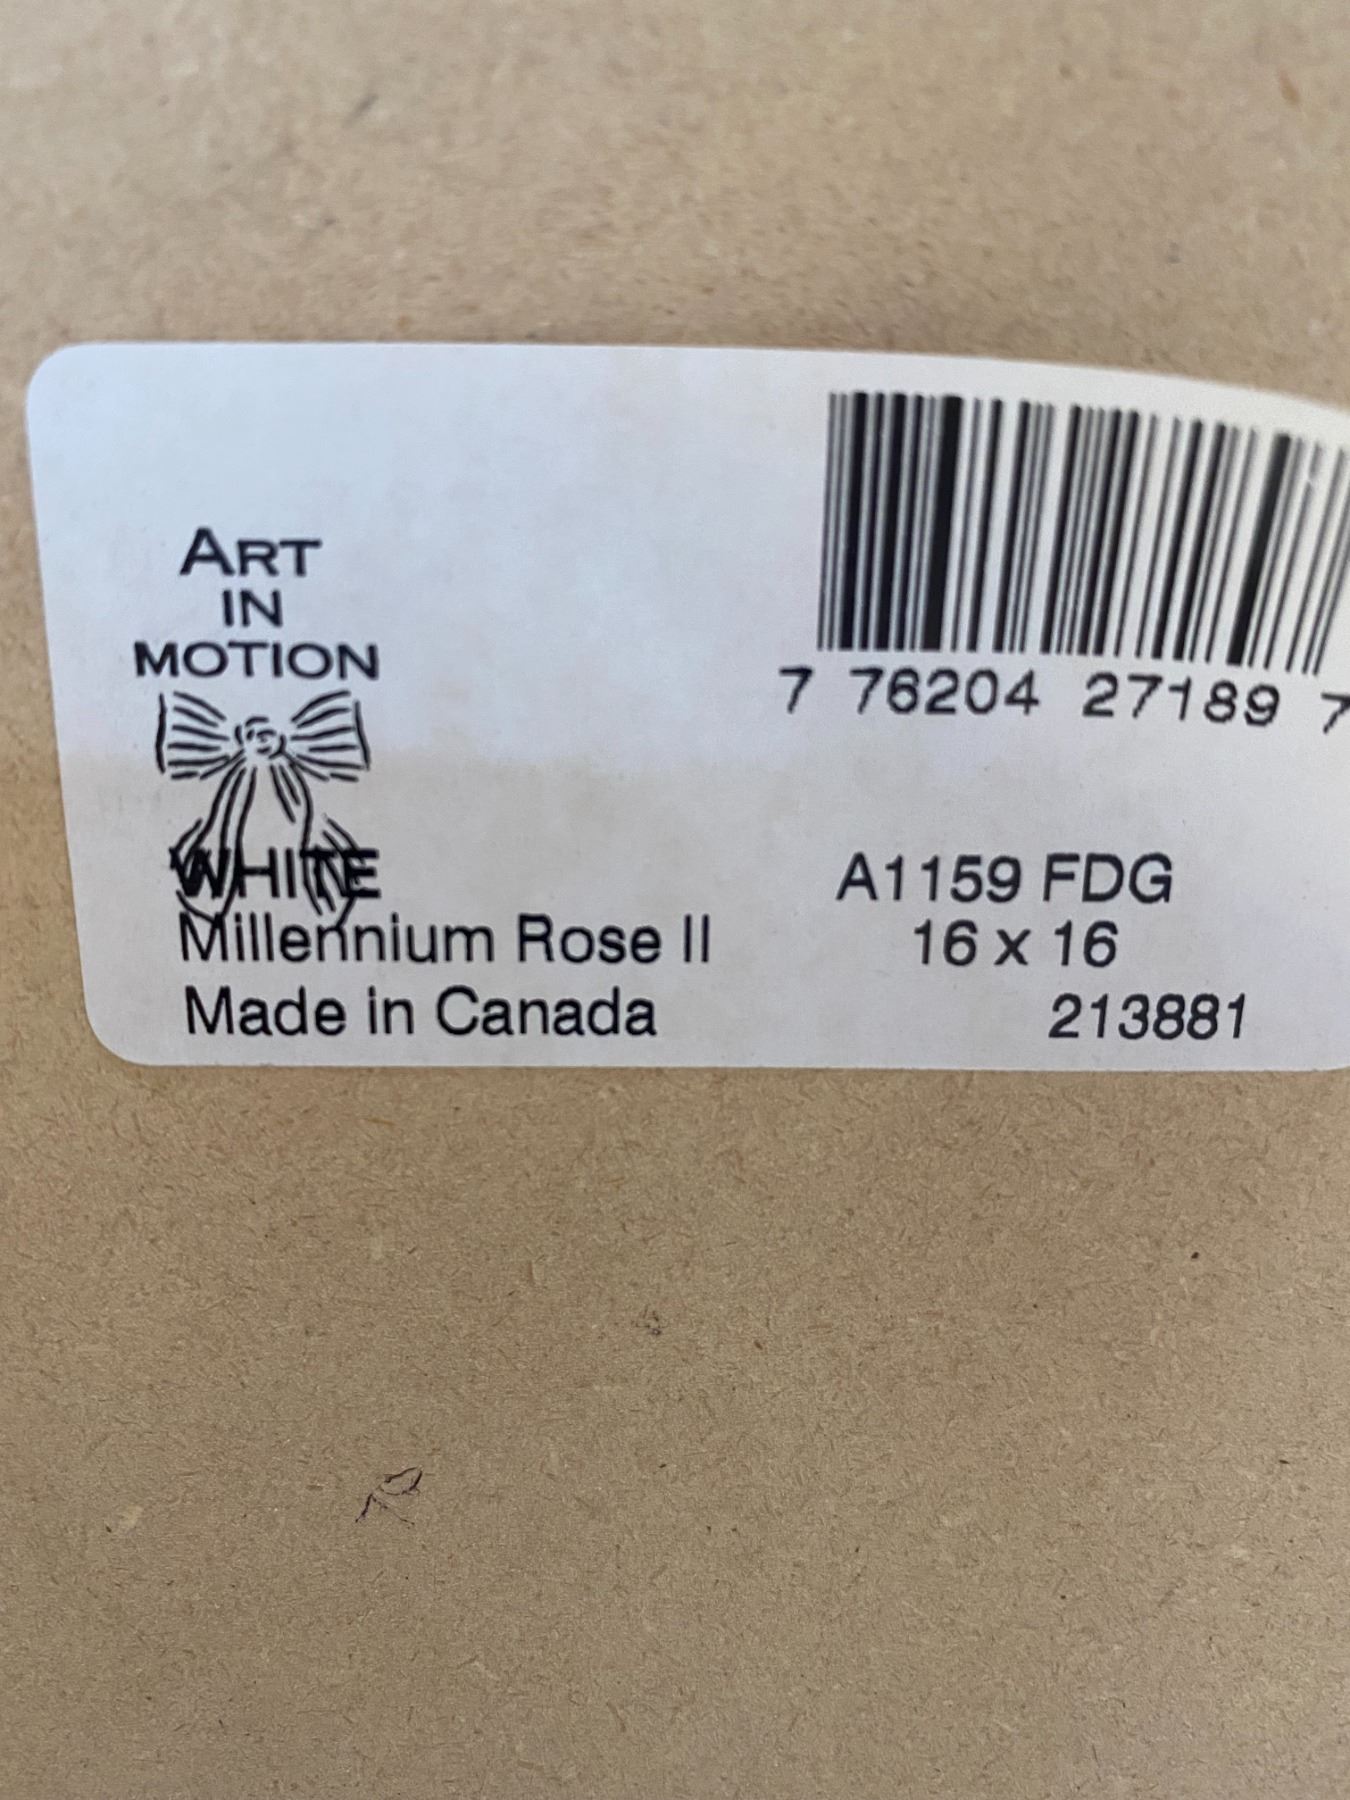 ART
IN
MOTION
7 76204 27189 7
WHITE
A1159 FDG
Millennium Rose II
16 x 16
Made in Canada
213881